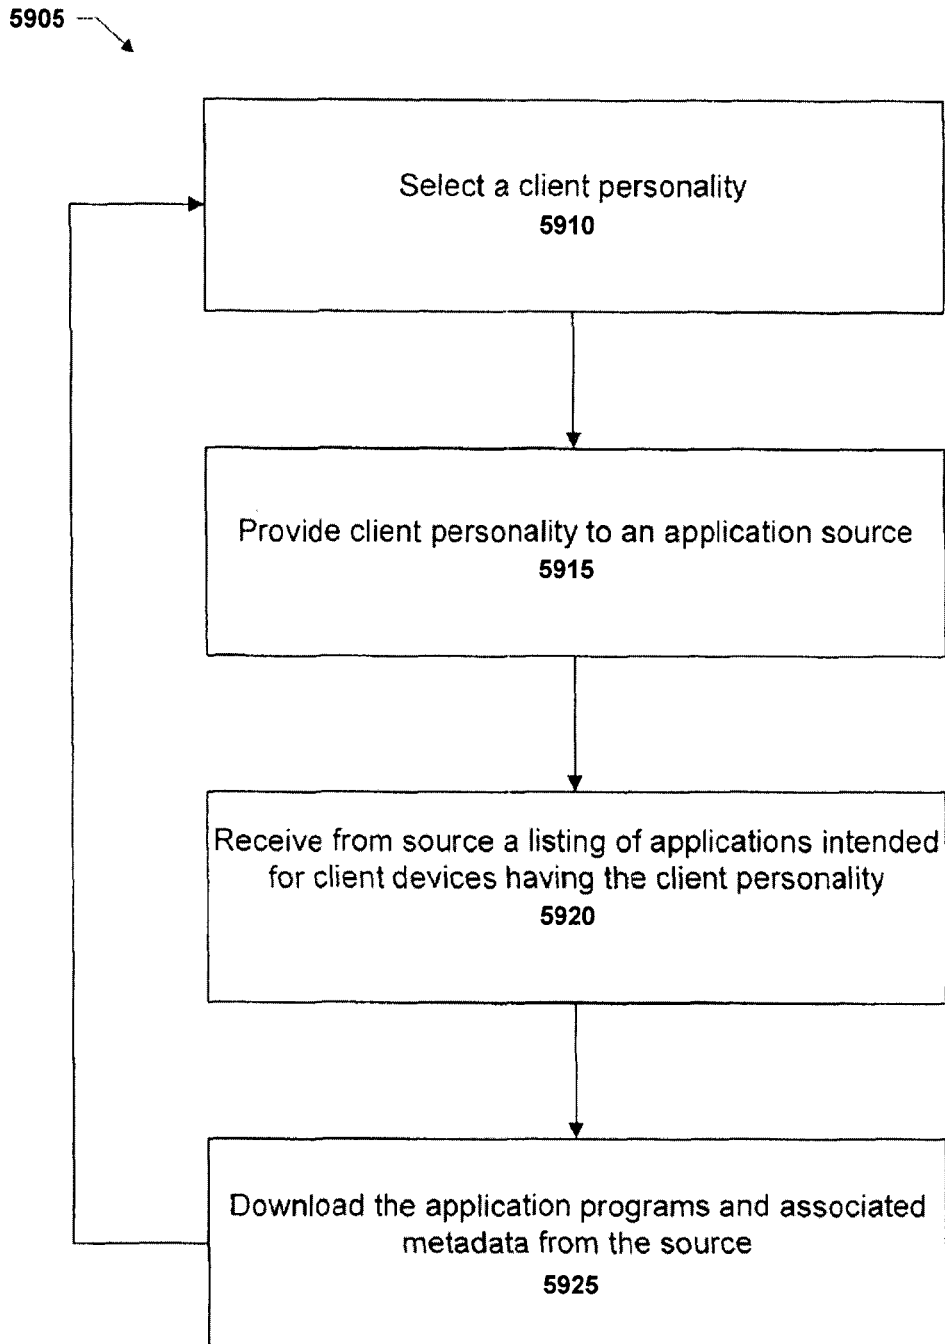 5905
Select a client personality
5910
Provide client personality to an application source
5915
Receive from source a listing of applications intended
for client devices having the client personality
5920
Download the application programs and associated
metadata from the source
5925